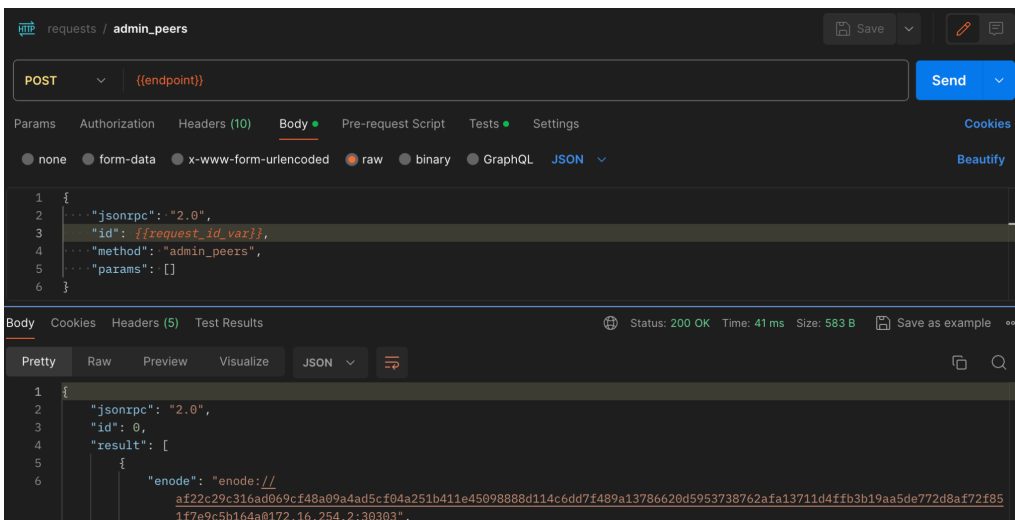 HTTP requests / admin_peers Save
POST {{endpoint}} Send
Params Authorization Headers (10) Body Pre-request Script Tests Settings Cookies
none form-data x-www-form-urlencoded raw binary GraphQL JSON Beautify
1 {
2 ····"jsonrpc":·"2.0",
3 ····"id": {{request_id_var}},
4 ····"method":·"admin_peers",
5 ····"params":·[]
6 }
Body Cookies Headers (5) Test Results Status: 200 OK Time: 41 ms Size: 583 B Save as example
Pretty Raw Preview Visualize JSON
1 {
2 "jsonrpc": "2.0",
3 "id": 0,
4 "result": [
5 {
6 "enode": "enode://
af22c29c316ad069cf48a09a4ad5cf04a251b411e45098888d114c6dd7f489a13786620d5953738762afa13711d4ffb3b19aa5de772d8af72f85
1f7e9c5b164a0172.16.254.2:30303",